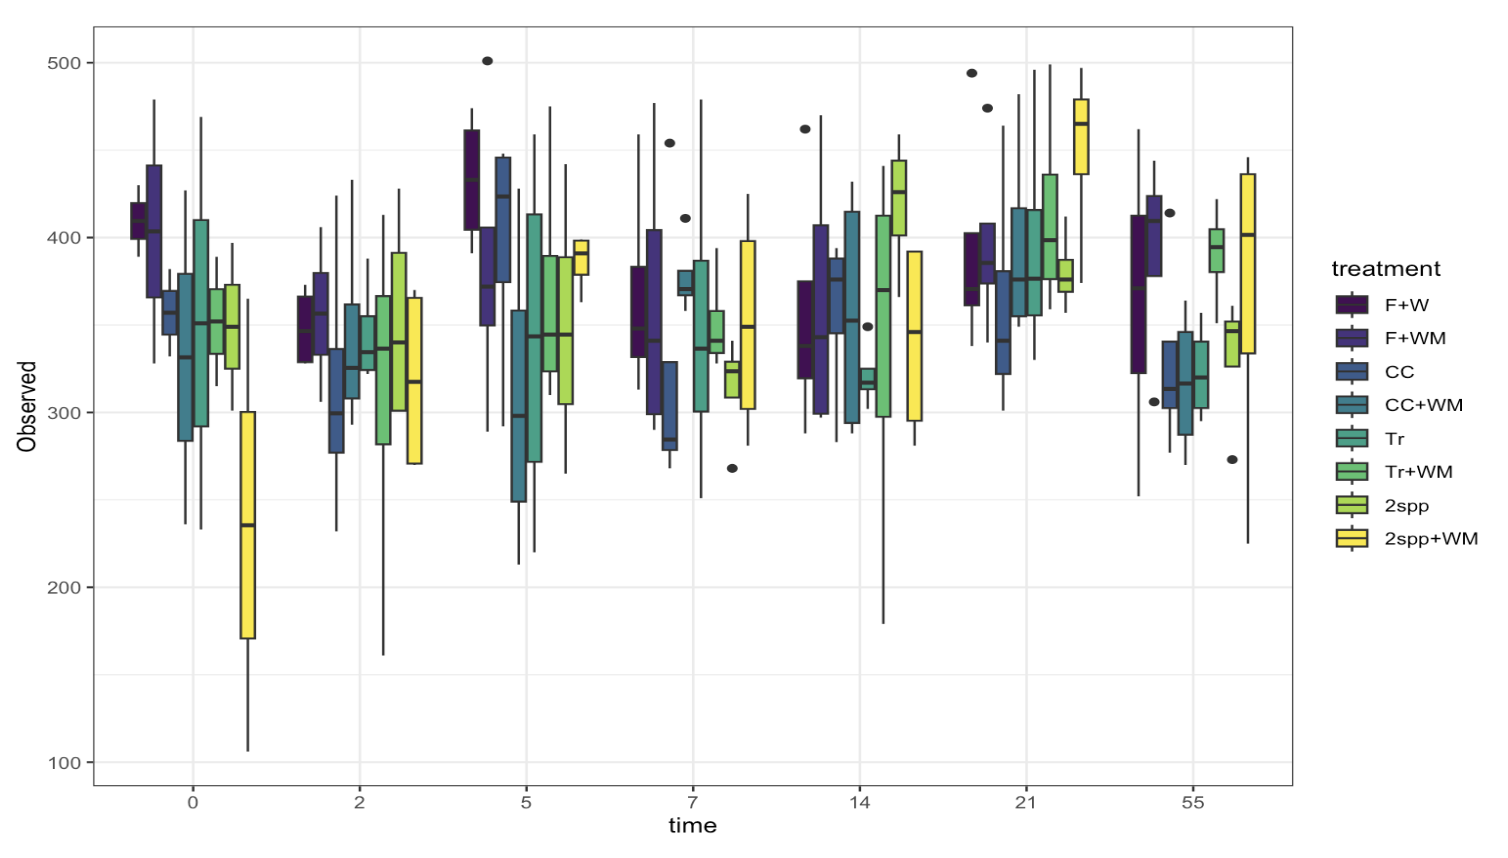 500
400
300
200
100
Observed
0 2 5 7 14 21 55
time
treatment
F+W
F+WM
CC
CC+WM
Tr
Tr+WM
2spp
2spp+WM